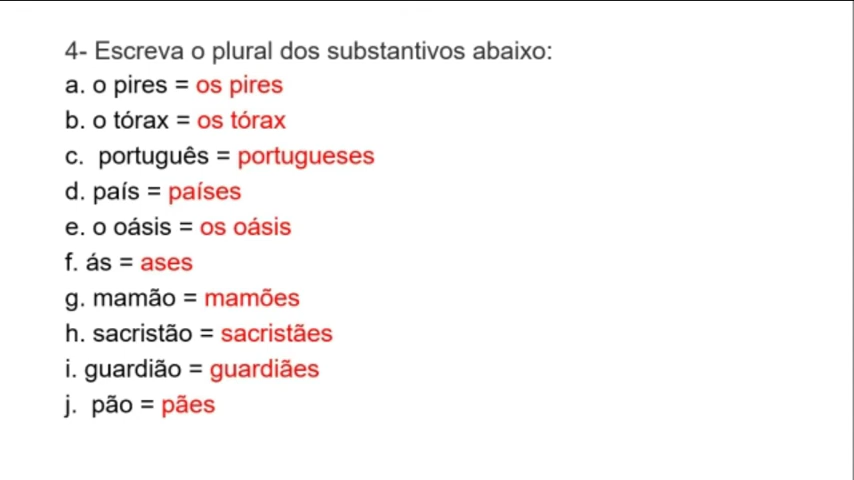 4- Escreva o plural dos substantivos abaixo:
a. o pires = os pires
b. o tórax = os tórax
c. português = portugueses
d. país = países
e. o oásis = os oásis
f. ás = ases
g. mamão = mamões
h. sacristão = sacristães
i. guardião = guardiães
j. pão = pães